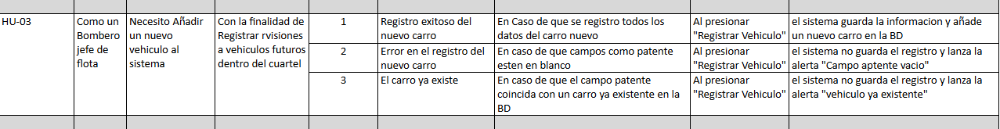 HU-03
Como un
Bombero
jefe de
flota
Necesito Añadir
un nuevo
vehiculo al
sistema
Con la finalidad de
Registrar rvisiones
a vehiculos futuros
dentro del cuartel
1
Registro exitoso del
nuevo carro
En Caso de que se registro todos los
datos del carro nuevo
Al presionar
"Registrar Vehiculo"
el sistema guarda la informacion y añade
un nuevo carro en la BD
2
Error en el registro del
nuevo carro
En caso de que campos como patente
esten en blanco
Al presionar
"Registrar Vehiculo"
el sistema no guarda el registro y lanza la
alerta "Campo aptente vacio"
3
El carro ya existe
En caso de que el campo patente
coincida con un carro ya existente en la
BD
Al presionar
"Registrar Vehiculo"
el sistema no guarda el registro y lanza la
alerta "vehiculo ya existente"